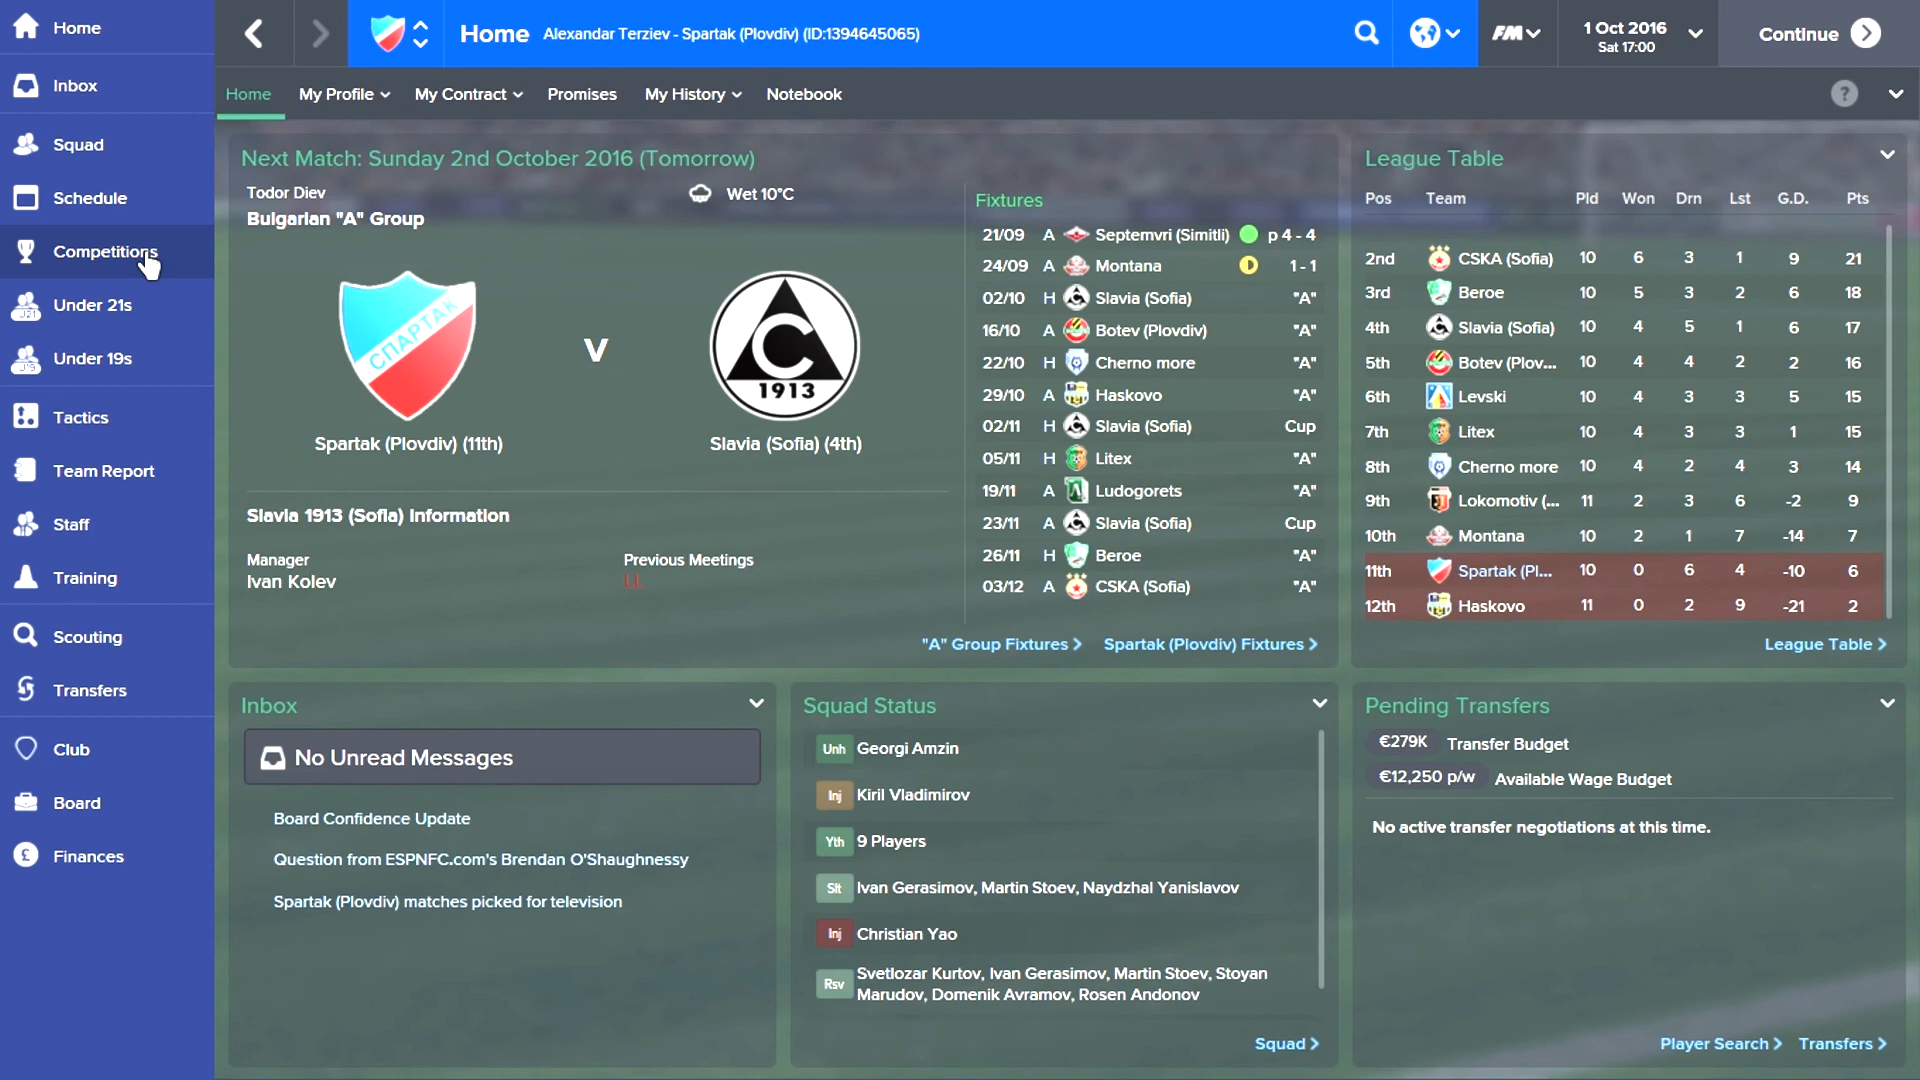 Home
Inbox
Squad
Schedule
Competitions
Under 21s
Under 19s
Tactics
Team Report
Staff
Training
Scouting
Transfers
Club
Board
Finances
Home Alexandar Terziev - Spartak (Plovdiv) (ID:1394645065)
FM
1 Oct 2016
Sat 17:00
Continue
Home My Profile My Contract Promises My History Notebook
?
Next Match: Sunday 2nd October 2016 (Tomorrow)
Todor Diev
Bulgarian "A" Group
Wet 10°C
СПАРТАК
V
C
1913
Spartak (Plovdiv) (11th)
Slavia (Sofia) (4th)
Slavia 1913 (Sofia) Information
Manager
Ivan Kolev
Previous Meetings
LL
Fixtures
21/09 A Septemvri (Simitli) p 4 - 4
24/09 A Montana 1 - 1
02/10 H Slavia (Sofia) "A"
16/10 A Botev (Plovdiv) "A"
22/10 H Cherno more "A"
29/10 A Haskovo "A"
02/11 H Slavia (Sofia) Cup
05/11 H Litex "A"
19/11 A Ludogorets "A"
23/11 A Slavia (Sofia) Cup
26/11 H Beroe "A"
03/12 A CSKA (Sofia) "A"
"A" Group Fixtures > Spartak (Plovdiv) Fixtures >
League Table
Pos Team Pld Won Drn Lst G.D. Pts
2nd CSKA (Sofia) 10 6 3 1 9 21
3rd Beroe 10 5 3 2 6 18
4th Slavia (Sofia) 10 4 5 1 6 17
5th Botev (Plov... 10 4 4 2 2 16
6th Levski 10 4 3 3 5 15
7th Litex 10 4 3 3 1 15
8th Cherno more 10 4 2 4 3 14
9th Lokomotiv (... 11 2 3 6 -2 9
10th Montana 10 2 1 7 -14 7
11th Spartak (Pl... 10 0 6 4 -10 6
12th Haskovo 11 0 2 9 -21 2
League Table >
Inbox
No Unread Messages
Board Confidence Update
Question from ESPNFC.com's Brendan O'Shaughnessy
Spartak (Plovdiv) matches picked for television
Squad Status
Unh Georgi Amzin
Inj Kiril Vladimirov
Yth 9 Players
Slt Ivan Gerasimov, Martin Stoev, Naydzhal Yanislavov
Inj Christian Yao
Rsv Svetlozar Kurtov, Ivan Gerasimov, Martin Stoev, Stoyan
Marudov, Domenik Avramov, Rosen Andonov
Squad >
Pending Transfers
€279K Transfer Budget
€12,250 p/w Available Wage Budget
No active transfer negotiations at this time.
Player Search > Transfers >